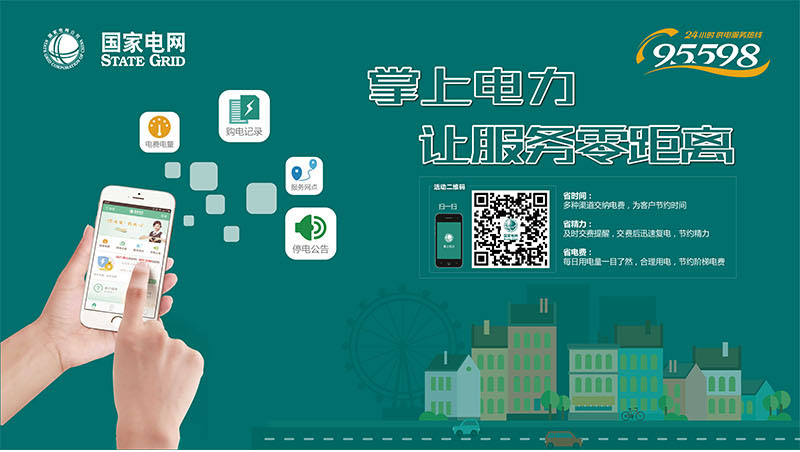 国家电网
STATE GRID
24小时供电服务热线
95598
掌上电力
让服务零距离
购电记录
电费电量
服务网点
停电公告
活动二维码
扫一扫
省时间：
多种渠道交纳电费，为客户节约时间
省精力：
及时交费提醒，交费后迅速复电，节约精力
省电费：
每日用电量一目了然，合理用电，节约阶梯电费